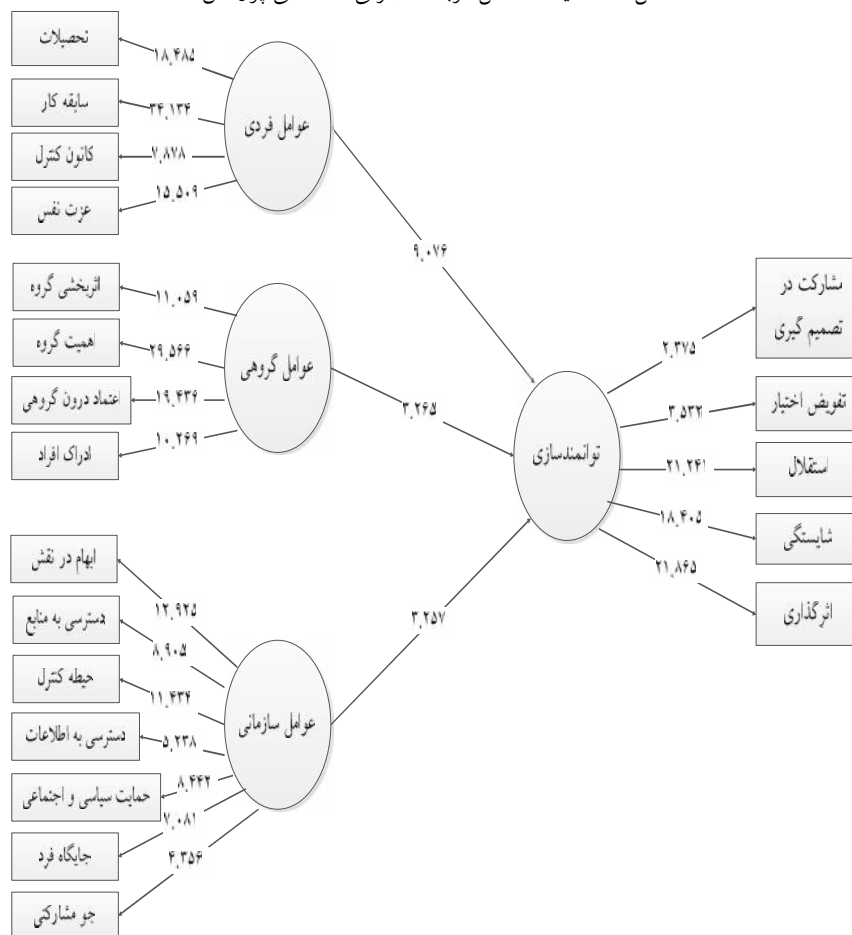 تحصیلات
۱۸,۴۸۵
سابقه کار
۳۴,۱۳۴
عوامل فردی
کانون کنترل
۷,۸۷۸
عزت نفس
۱۵,۵۰۹
۹,۰۷۶
اثربخشی گروه
۱۱,۰۵۹
اهمیت گروه
۲۹,۵۶۶
عوامل گروهی
اعتماد درون گروهی
۱۹,۴۳۶
ادراک افراد
۱۰,۲۶۹
۳,۲۶۵
توانمندسازی
مشارکت در
تصمیم گیری
۲,۳۷۵
تفویض اختیار
۳,۵۳۲
استقلال
۲۱,۲۴۱
شایستگی
۱۸,۴۰۵
اثرگذاری
۲۱,۸۶۵
ابهام در نقش
۱۲,۹۲۵
دسترسی به منابع
۸,۹۰۵
حیطه کنترل
۱۱,۴۳۴
عوامل سازمانی
۳,۲۵۷
دسترسی به اطلاعات
۵,۲۳۸
حمایت سیاسی و اجتماعی
۸,۴۴۲
جایگاه فرد
۷,۰۸۱
جو مشارکتی
۴,۳۵۶